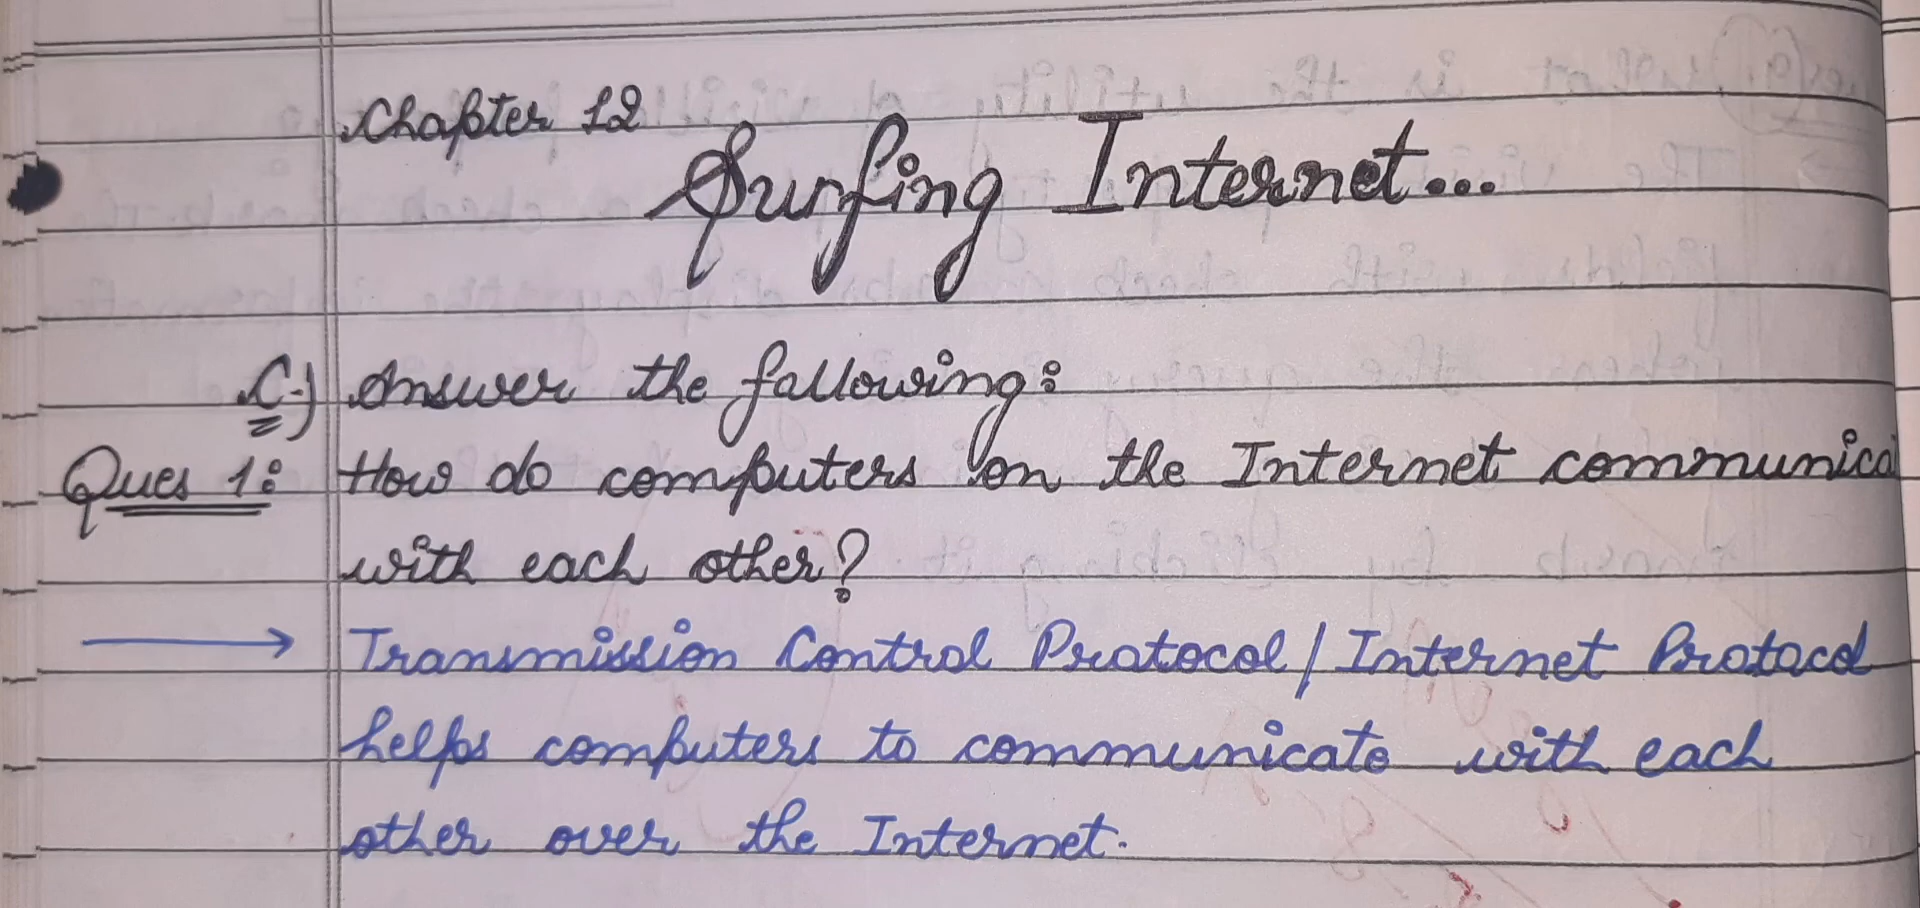 Chapter 12
Surfing Internet...
C.) Answer the following:
Ques 1: How do computers on the Internet communica
with each other?
→ Transmission Control Protocol / Internet Protocol
helps computers to communicate with each
other over the Internet.